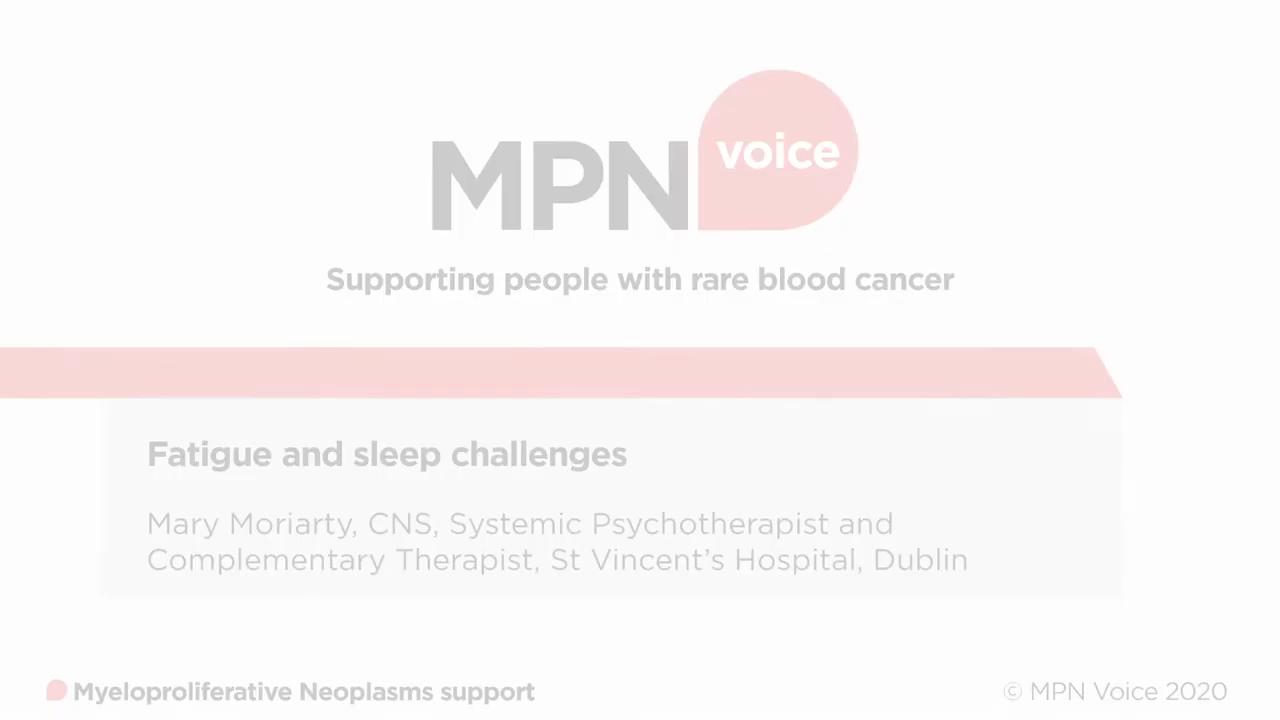 MPN voice
Supporting people with rare blood cancer
Fatigue and sleep challenges
Mary Moriarty, CNS, Systemic Psychotherapist and
Complementary Therapist, St Vincent’s Hospital, Dublin
Myeloproliferative Neoplasms support
© MPN Voice 2020